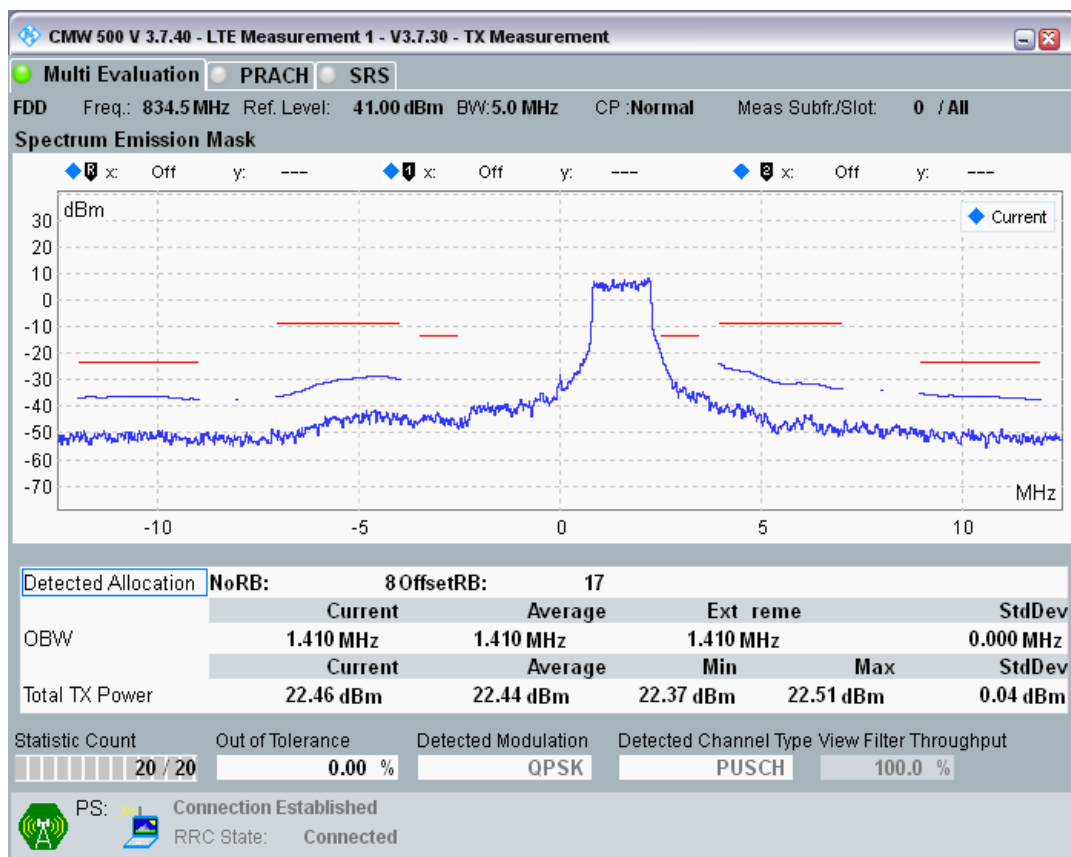 CMW 500 V 3.7.40 - LTE Measurement 1 - V3.7.30 - TX Measurement
Multi Evaluation PRACH SRS
FDD Freq.: 834.5 MHz Ref. Level: 41.00 dBm BW:5.0 MHz CP :Normal Meas Subfr./Slot: 0 / All
Spectrum Emission Mask
R x: Off y: --- 1 x: Off y: --- 2 x: Off y: ---
dBm
Current
30
20
10
0
-10
-20
-30
-40
-50
-60
-70
MHz
-10 -5 0 5 10
Detected Allocation NoRB: 8 OffsetRB: 17
Current Average Ext reme StdDev
OBW 1.410 MHz 1.410 MHz 1.410 MHz 0.000 MHz
Current Average Min Max StdDev
Total TX Power 22.46 dBm 22.44 dBm 22.37 dBm 22.51 dBm 0.04 dBm
Statistic Count Out of Tolerance Detected Modulation Detected Channel Type View Filter Throughput
20 / 20 0.00 % QPSK PUSCH 100.0 %
PS: Connection Established
RRC State: Connected